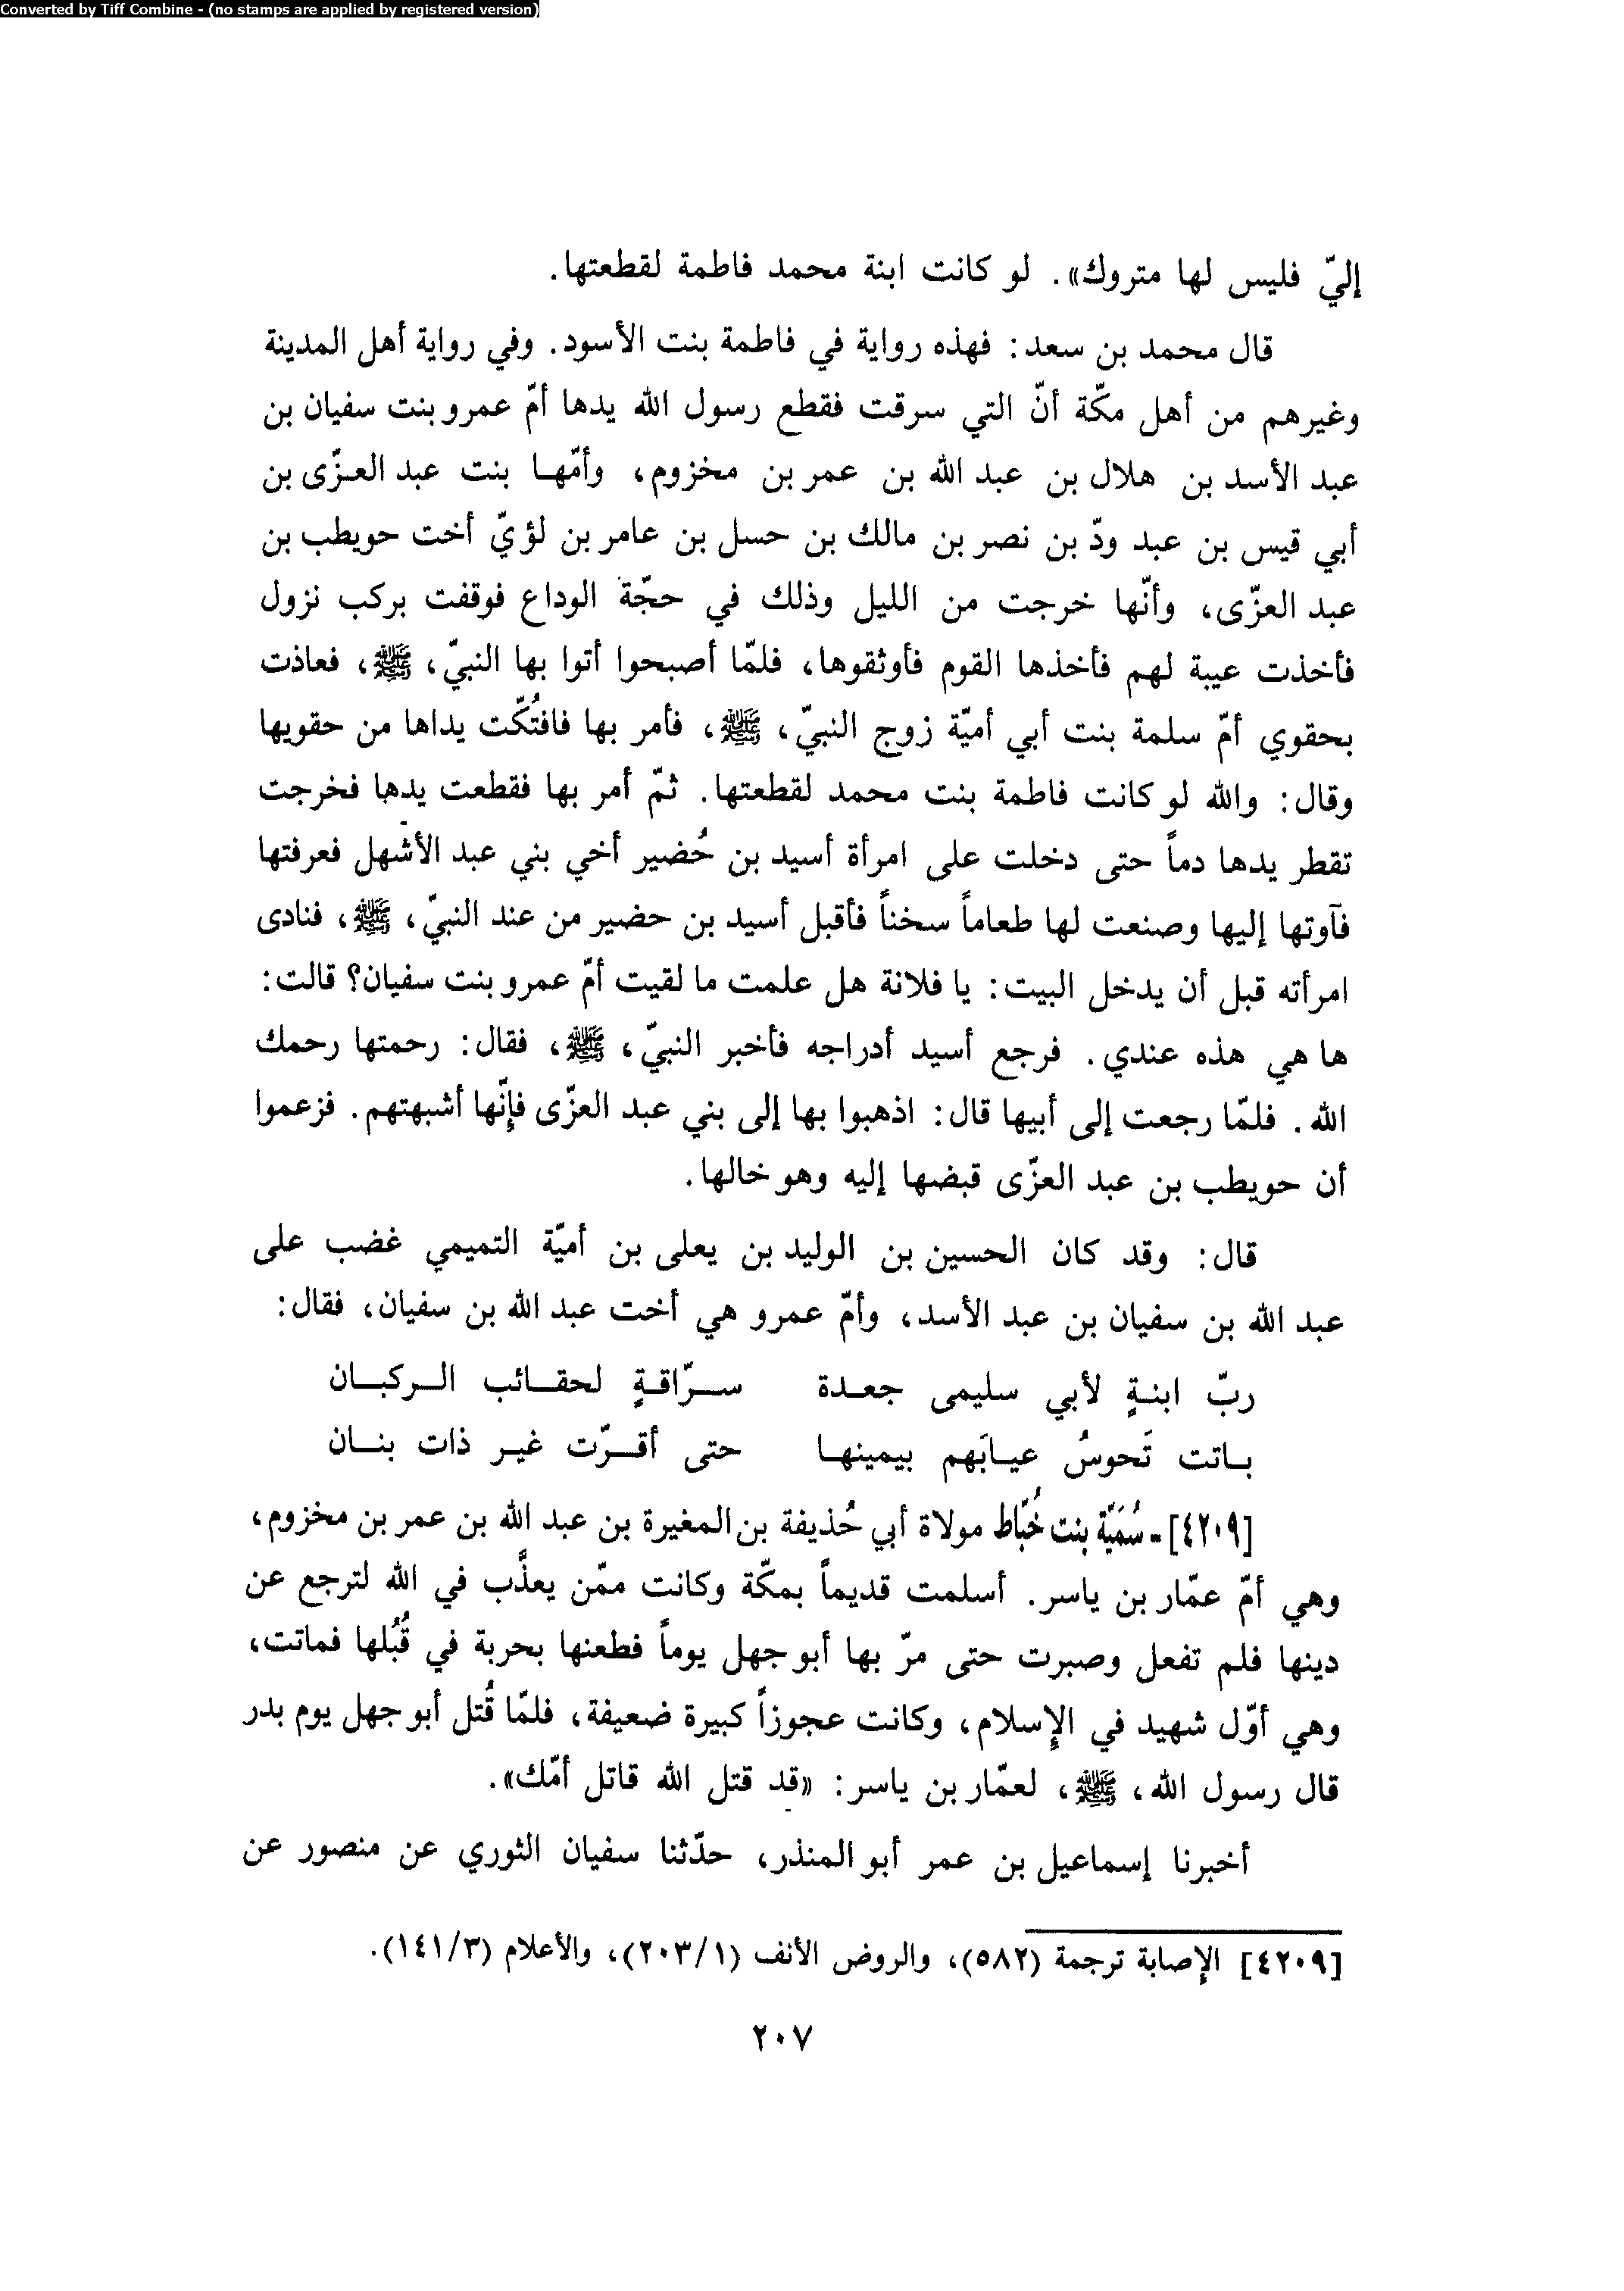 Converted by Tiff Combine - (no stamps are applied by registered version)
إليّ فليس لها متروك». لو كانت ابنة محمد فاطمة لقطعتها.
قال محمد بن سعد: فهذه رواية في فاطمة بنت الأسود. وفي رواية أهل المدينة
وغيرهم من أهل مكّة أنّ التي سرقت فقطع رسول الله يدها أمّ عمرو بنت سفيان بن
عبد الأسد بن هلال بن عبد الله بن عمر بن مخزوم، وأمّها بنت عبد العزّى بن
أبي قيس بن عبد ودّ بن نصر بن مالك بن حسل بن عامر بن لؤيّ أخت حويطب بن
عبد العزّى، وأنّها خرجت من الليل وذلك في حجّة الوداع فوقفت بركب نزول
فأخذت عيبة لهم فأخذها القوم فأوثقوها، فلمّا أصبحوا أتوا بها النبيّ، ﷺ، فعاذت
بحقوي أمّ سلمة بنت أبي أميّة زوج النبيّ، ﷺ، فأمر بها فافتُكّت يداها من حقويها
وقال: والله لو كانت فاطمة بنت محمد لقطعتها. ثمّ أمر بها فقطعت يدها فخرجت
تقطر يدها دماً حتى دخلت على امرأة أسيد بن حُضير أخي بني عبد الأشهل فعرفتها
فآوتها إليها وصنعت لها طعاماً سخناً فأقبل أسيد بن حضير من عند النبيّ، ﷺ، فنادى
امرأته قبل أن يدخل البيت: يا فلانة هل علمت ما لقيت أمّ عمرو بنت سفيان؟ قالت:
ها هي هذه عندي. فرجع أسيد أدراجه فأخبر النبيّ، ﷺ، فقال: رحمتها رحمك
الله. فلمّا رجعت إلى أبيها قال: اذهبوا بها إلى بني عبد العزّى فإنّها أشبهتهم. فزعموا
أن حويطب بن عبد العزّى قبضها إليه وهو خالها.
قال: وقد كان الحسين بن الوليد بن يعلى بن أميّة التميمي غضب على
عبد الله بن سفيان بن عبد الأسد، وأمّ عمرو هي أخت عبد الله بن سفيان، فقال:
ربّ ابنةٍ لأبي سليمى جعدة سرّاقةٍ لحقائب الركبان
باتت تَحوسُ عيابَهم بيمينها حتى أقرّت غير ذات بنان
[٤٢٠٩] - سُمَيّة بنت خُبّاط مولاة أبي حُذيفة بن المغيرة بن عبد الله بن عمر بن مخزوم،
وهي أمّ عمّار بن ياسر. أسلمت قديماً بمكّة وكانت ممّن يعذَّب في الله لترجع عن
دينها فلم تفعل وصبرت حتى مرّ بها أبو جهل يوماً فطعنها بحربة في قُبُلها فماتت،
وهي أوّل شهيد في الإسلام، وكانت عجوزاً كبيرة ضعيفة، فلمّا قُتل أبو جهل يوم بدر
قال رسول الله، ﷺ، لعمّار بن ياسر: «قد قتل الله قاتل أمّك».
أخبرنا إسماعيل بن عمر أبو المنذر، حدّثنا سفيان الثوري عن منصور عن
[٤٢٠٩] الإصابة ترجمة (٥٨٢)، والروض الأنف (١/ ٢٠٣)، والأعلام (٣/ ١٤١).
٢٠٧